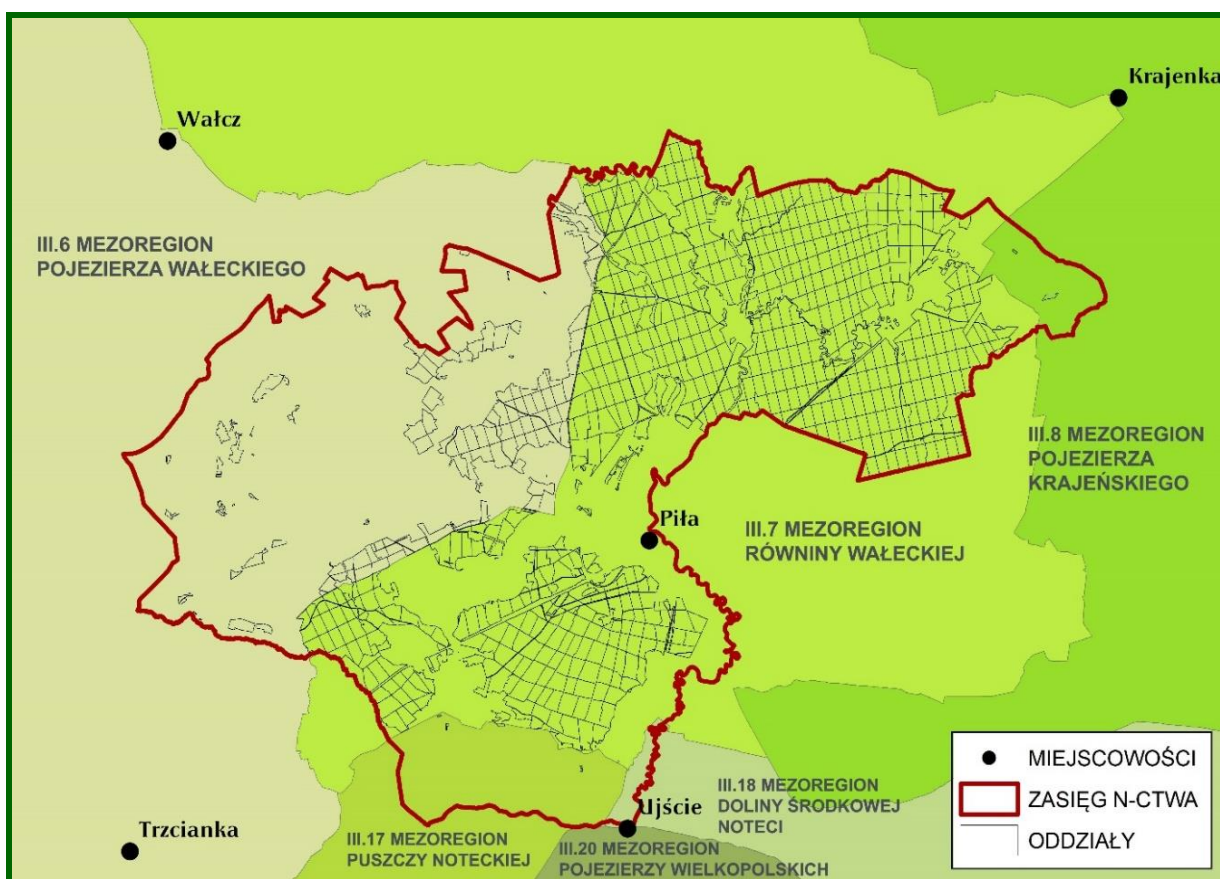 Krajenka
Wałcz
III.6 MEZOREGION
POJEZIERZA WAŁECKIEGO
III.8 MEZOREGION
POJEZIERZA
KRAJEŃSKIEGO
Piła
III.7 MEZOREGION
RÓWNINY WAŁECKIEJ
MIEJSCOWOŚCI
ZASIĘG N-CTWA
ODDZIAŁY
III.18 MEZOREGION
DOLINY ŚRODKOWEJ
NOTECI
Ujście
Trzcianka
III.17 MEZOREGION
PUSZCZY NOTECKIEJ
III.20 MEZOREGION
POJEZIERZY WIELKOPOLSKICH